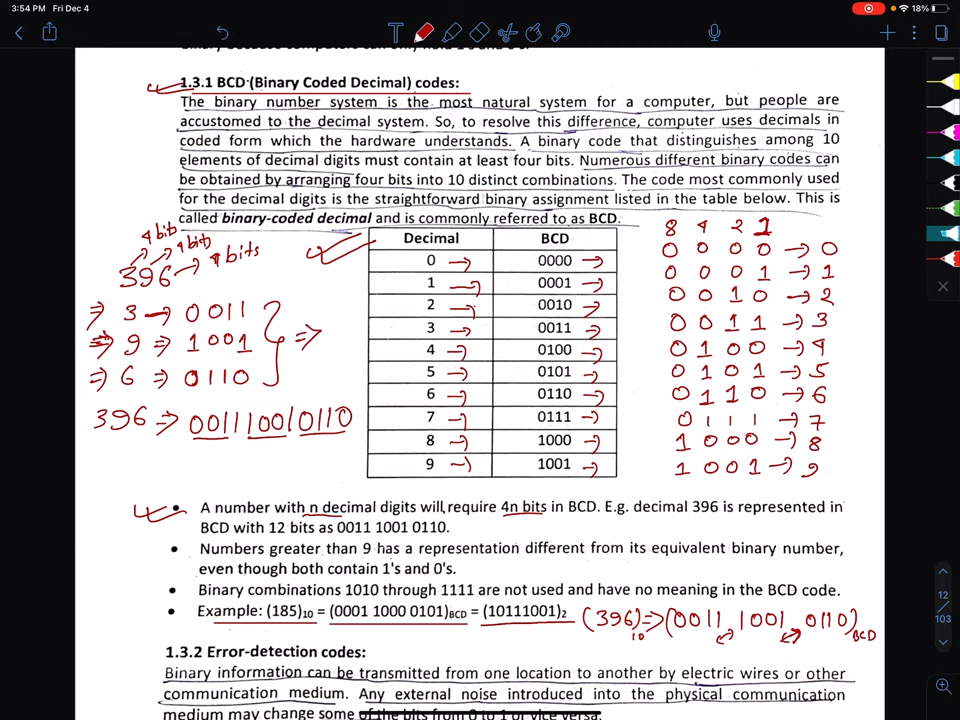 3:54 PM Fri Dec 4
18%
1.3.1 BCD (Binary Coded Decimal) codes:
The binary number system is the most natural system for a computer, but people are
accustomed to the decimal system. So, to resolve this difference, computer uses decimals in
coded form which the hardware understands. A binary code that distinguishes among 10
elements of decimal digits must contain at least four bits. Numerous different binary codes can
be obtained by arranging four bits into 10 distinct combinations. The code most commonly used
for the decimal digits is the straightforward binary assignment listed in the table below. This is
called binary-coded decimal and is commonly referred to as BCD.
4 bit
4 bits
4 bits
396 →
⇒ 3 → 0011
⇒ 9 ⇒ 1001
⇒ 6 ⇒ 0110
⇒
396 ⇒ 001110010110
Decimal BCD
0 → 0000 →
1 → 0001 →
2 → 0010 →
3 → 0011 →
4 → 0100 →
5 → 0101 →
6 → 0110 →
7 → 0111 →
8 → 1000 →
9 → 1001 →
8 4 2 1
0 0 0 0 → 0
0 0 0 1 → 1
0 0 1 0 → 2
0 0 1 1 → 3
0 1 0 0 → 4
0 1 0 1 → 5
0 1 1 0 → 6
0 1 1 1 → 7
1 0 0 0 → 8
1 0 0 1 → 9
• A number with n decimal digits will require 4n bits in BCD. E.g. decimal 396 is represented in
BCD with 12 bits as 0011 1001 0110.
• Numbers greater than 9 has a representation different from its equivalent binary number,
even though both contain 1's and 0's.
• Binary combinations 1010 through 1111 are not used and have no meaning in the BCD code.
• Example: (185)10 = (0001 1000 0101)BCD = (10111001)2 (396)10 ⇒ (0011 1001 0110)BCD
1.3.2 Error-detection codes:
Binary information can be transmitted from one location to another by electric wires or other
communication medium. Any external noise introduced into the physical communication
medium may change some of the bits from 0 to 1 or vice versa.
12
103